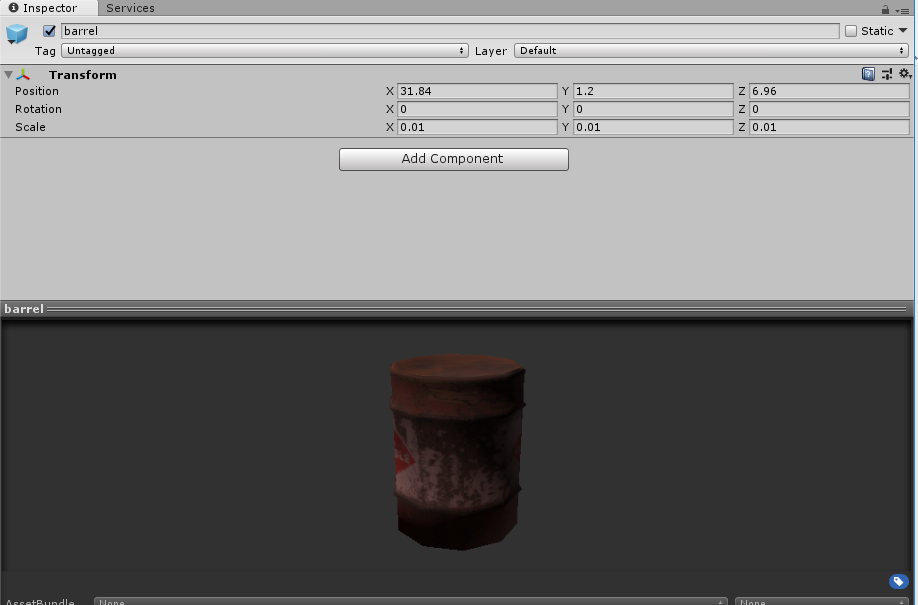 Inspector Services
barrel Static
Tag Untagged Layer Default
Transform
Position X 31.84 Y 1.2 Z 6.96
Rotation X 0 Y 0 Z 0
Scale X 0.01 Y 0.01 Z 0.01
Add Component
barrel
AssetBundle None None